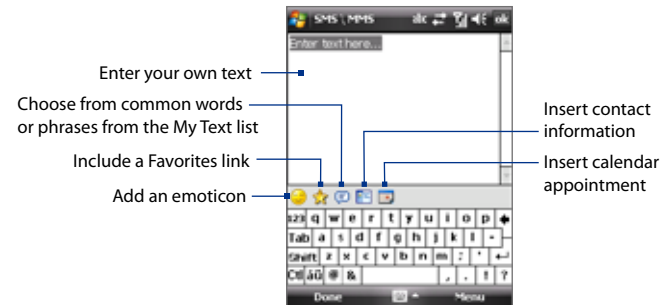 SMS \ MMS abc ok
Enter text here...
Enter your own text
Choose from common words
or phrases from the My Text list
Include a Favorites link
Add an emoticon
Insert contact
information
Insert calendar
appointment
123 q w e r t y u i o p
Tab a s d f g h j k l -
Shift z x c v b n m ; '
Ctl áü @ & , . ! ?
Done Menu